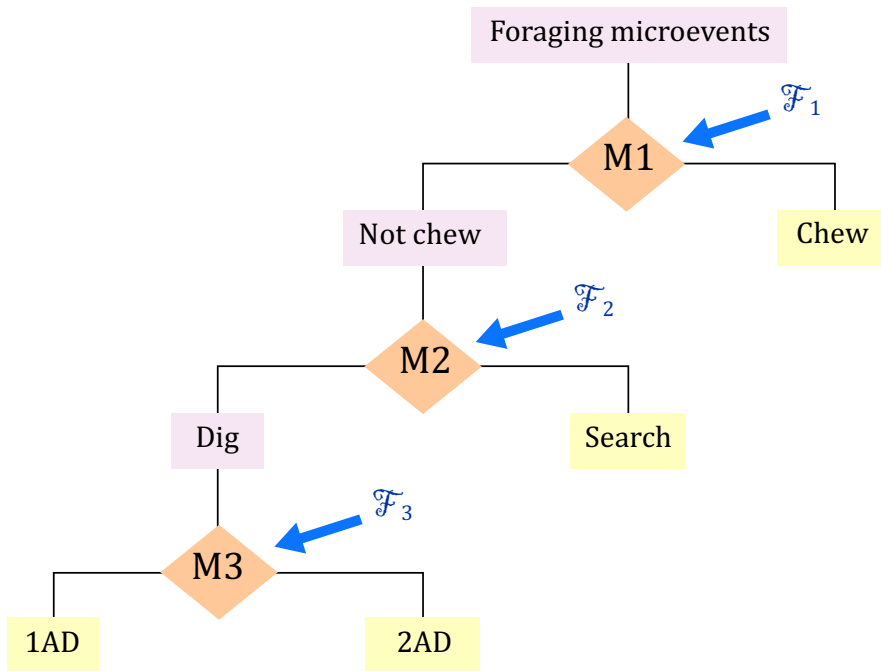 Foraging microevents
ℱ₁
M1
Not chew
Chew
ℱ₂
M2
Dig
Search
ℱ₃
M3
1AD
2AD